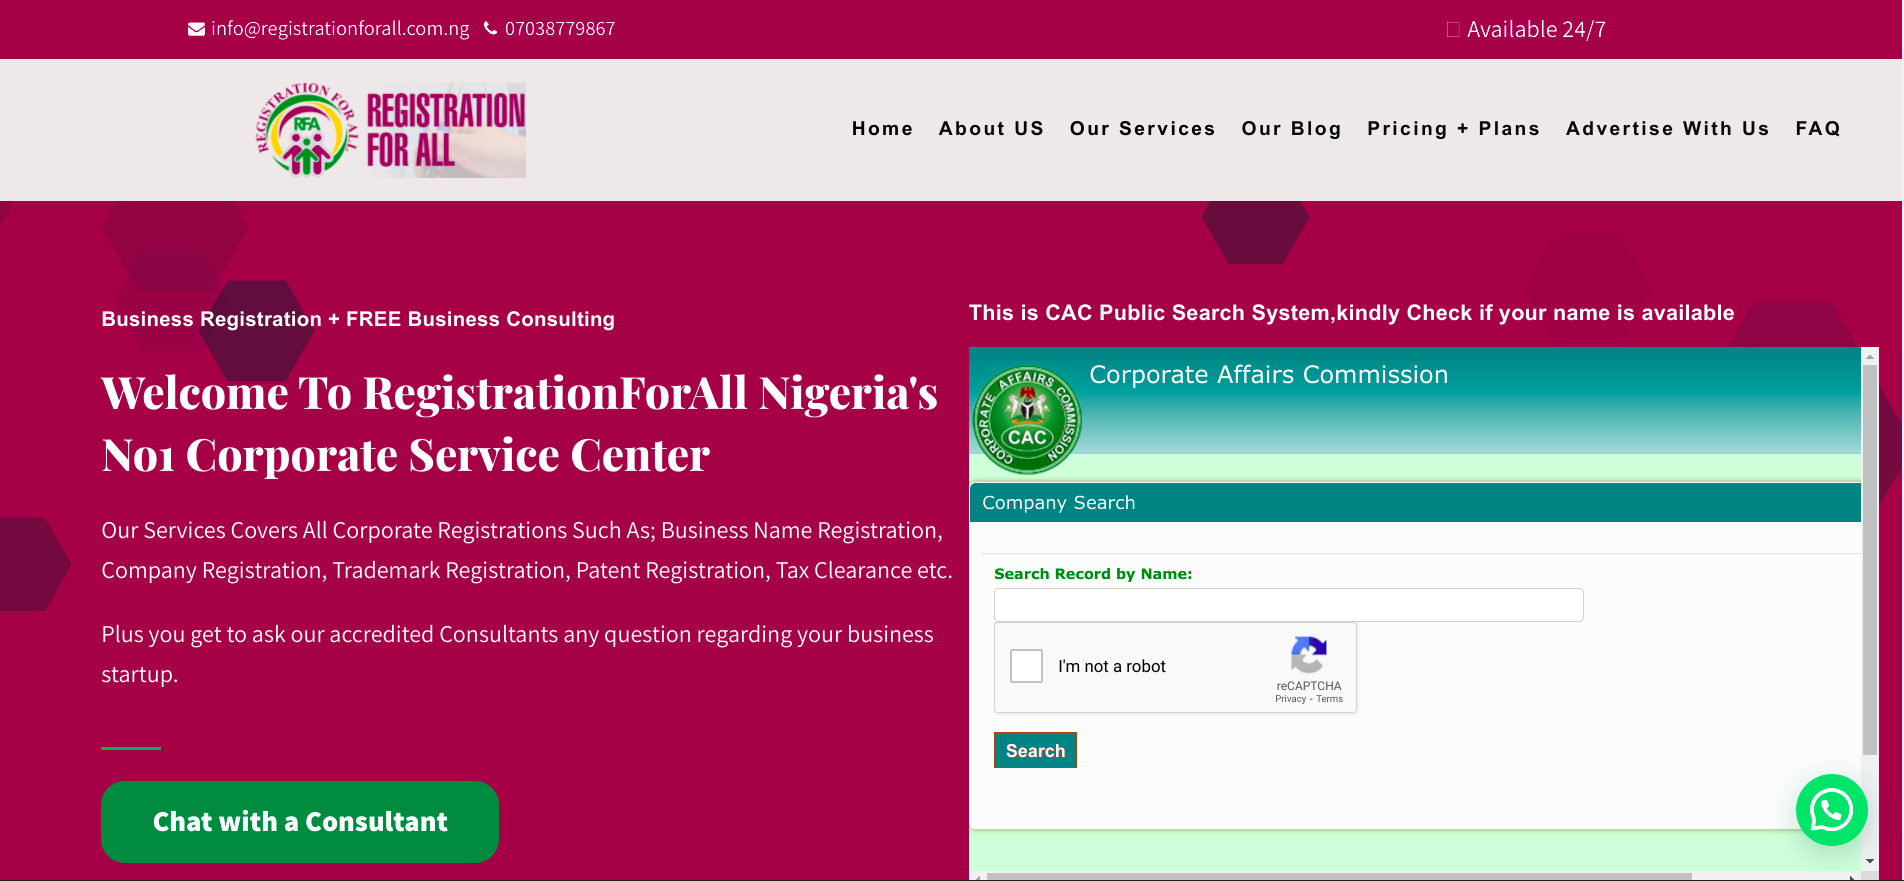 info@registrationforall.com.ng 07038779867
Available 24/7
REGISTRATION FOR ALL
RFA
REGISTRATION
FOR ALL
Home About US Our Services Our Blog Pricing + Plans Advertise With Us FAQ
Business Registration + FREE Business Consulting
Welcome To RegistrationForAll Nigeria's
No1 Corporate Service Center
Our Services Covers All Corporate Registrations Such As; Business Name Registration,
Company Registration, Trademark Registration, Patent Registration, Tax Clearance etc.
Plus you get to ask our accredited Consultants any question regarding your business
startup.
Chat with a Consultant
This is CAC Public Search System,kindly Check if your name is available
CORPORATE AFFAIRS COMMISSION
CAC
Corporate Affairs Commission
Company Search
Search Record by Name:
I'm not a robot
reCAPTCHA
Privacy - Terms
Search